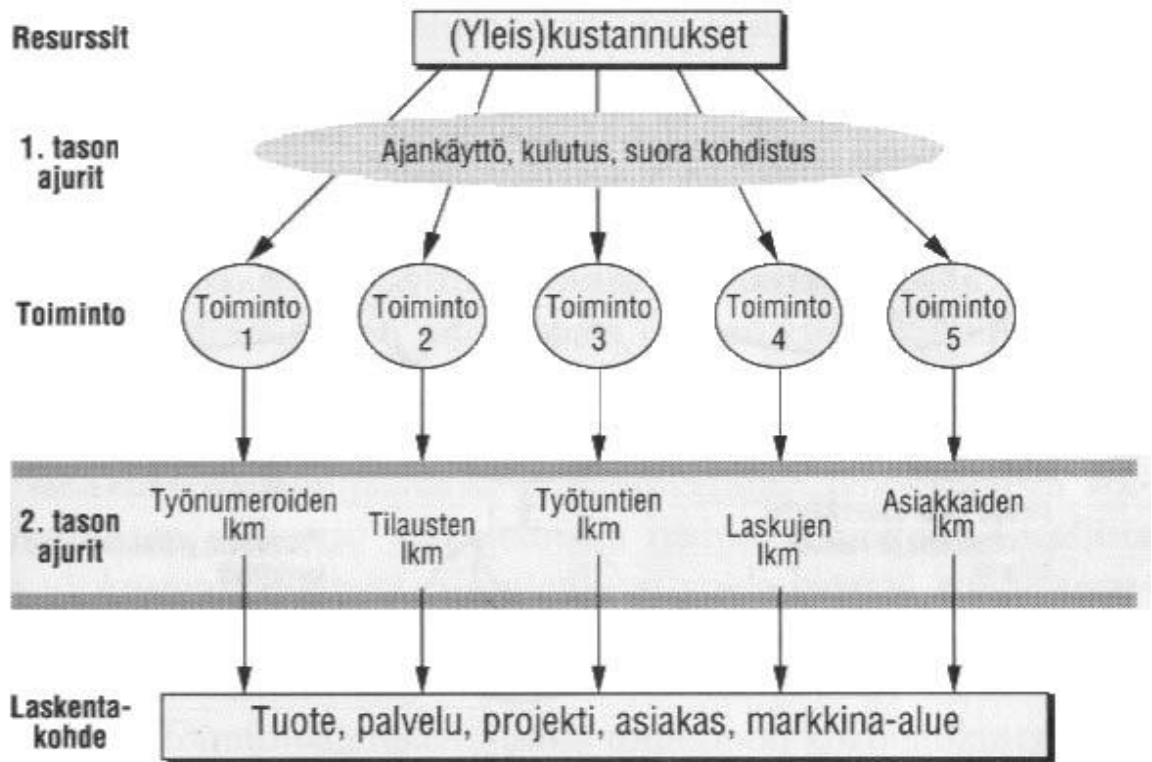 Resurssit
(Yleis)kustannukset
1. tason
ajurit
Ajankäyttö, kulutus, suora kohdistus
Toiminto
Toiminto
1
Toiminto
2
Toiminto
3
Toiminto
4
Toiminto
5
2. tason
ajurit
Työnumeroiden
lkm
Tilausten
lkm
Työtuntien
lkm
Laskujen
lkm
Asiakkaiden
lkm
Laskenta-
kohde
Tuote, palvelu, projekti, asiakas, markkina-alue